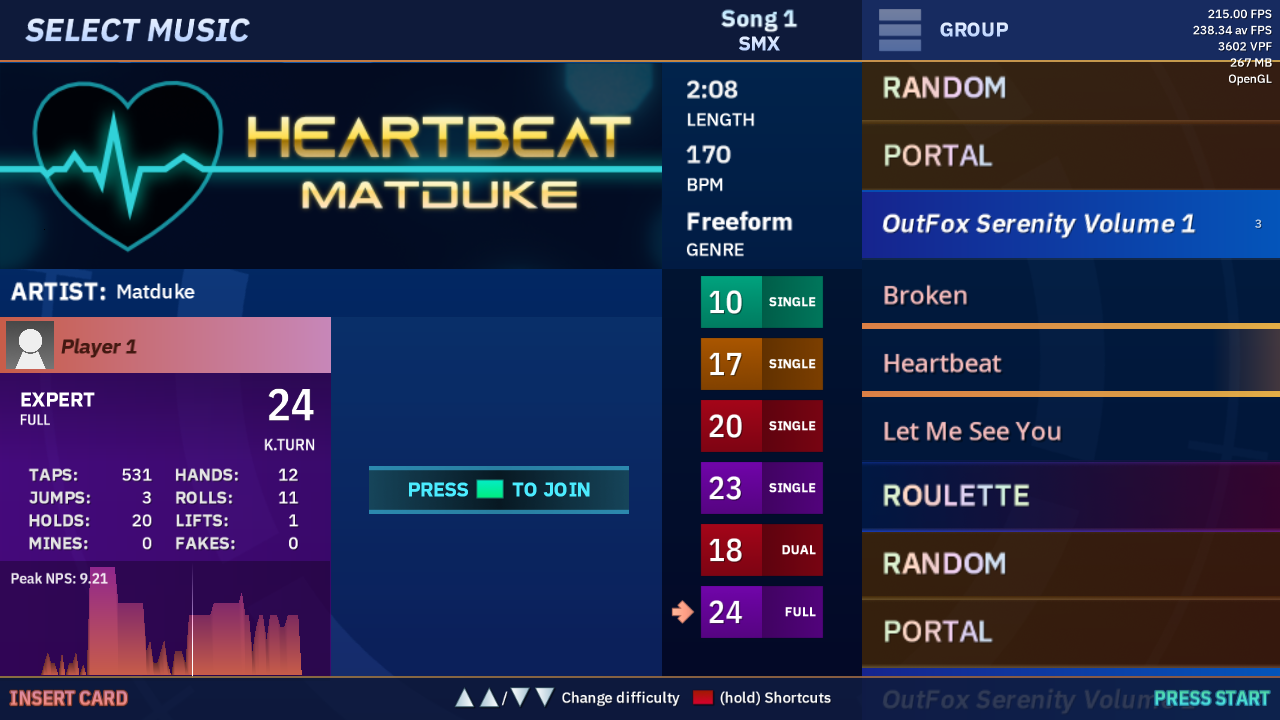 SELECT MUSIC
Song 1
SMX
GROUP
215.00 FPS
238.34 av FPS
3602 VPF
267 MB
OpenGL
HEARTBEAT
MATDUKE
2:08
LENGTH
170
BPM
Freeform
GENRE
ARTIST: Matduke
Player 1
EXPERT
FULL
24
K.TURN
TAPS: 531 HANDS: 12
JUMPS: 3 ROLLS: 11
HOLDS: 20 LIFTS: 1
MINES: 0 FAKES: 0
Peak NPS: 9.21
PRESS TO JOIN
10 SINGLE
17 SINGLE
20 SINGLE
23 SINGLE
18 DUAL
24 FULL
RANDOM
PORTAL
OutFox Serenity Volume 1 3
Broken
Heartbeat
Let Me See You
ROULETTE
RANDOM
PORTAL
OutFox Serenity Volum
INSERT CARD
/ Change difficulty (hold) Shortcuts
PRESS START